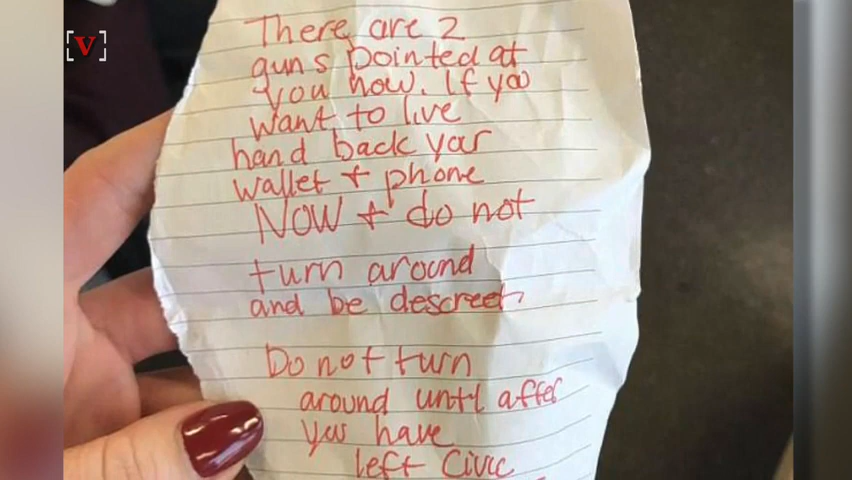 V
There are 2
guns pointed at
you now. If you
want to live
hand back your
wallet + phone
NOW + do not
turn around
and be descreet.
Do not turn
around until after
you have
left Civic